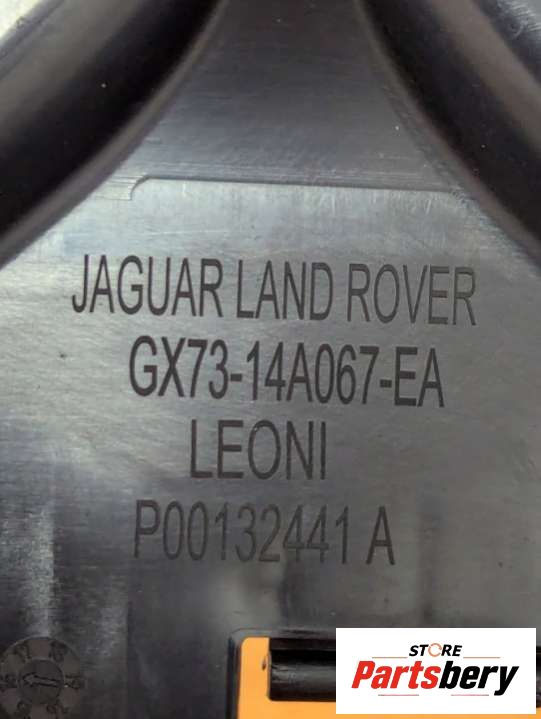 JAGUAR LAND ROVER
GX73-14A067-EA
LEONI
P00132441 A
STORE
Partsbery